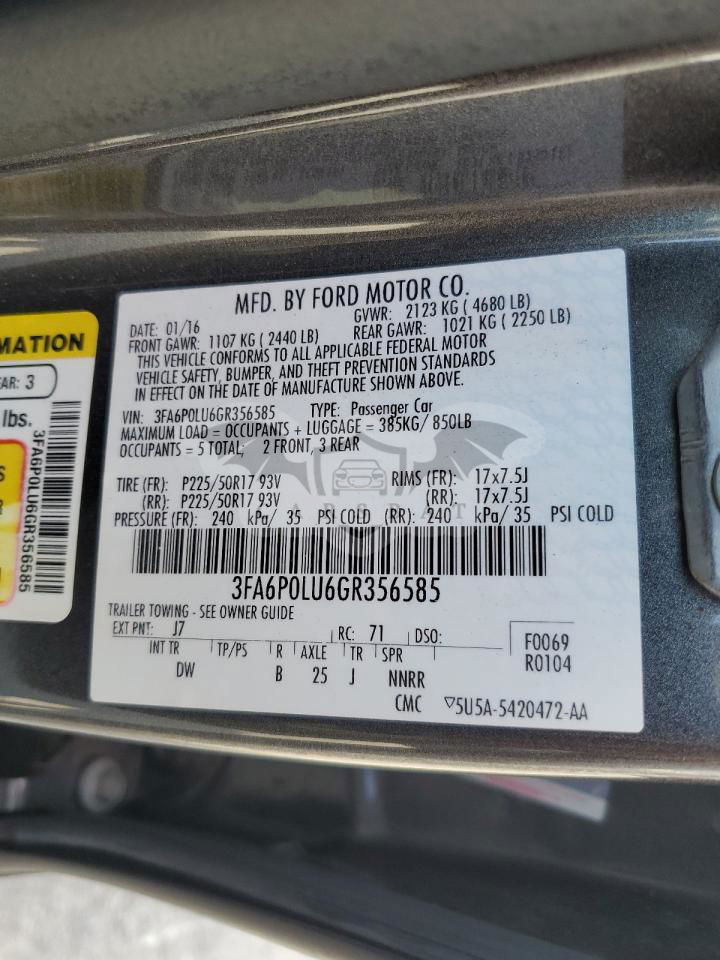 MFD. BY FORD MOTOR CO.
DATE: 01/16 GVWR: 2123 KG ( 4680 LB)
FRONT GAWR: 1107 KG ( 2440 LB) REAR GAWR: 1021 KG ( 2250 LB)
THIS VEHICLE CONFORMS TO ALL APPLICABLE FEDERAL MOTOR
VEHICLE SAFETY, BUMPER, AND THEFT PREVENTION STANDARDS
IN EFFECT ON THE DATE OF MANUFACTURE SHOWN ABOVE.
VIN: 3FA6P0LU6GR356585 TYPE: Passenger Car
MAXIMUM LOAD = OCCUPANTS + LUGGAGE = 385KG/ 850LB
OCCUPANTS = 5 TOTAL, 2 FRONT, 3 REAR
TIRE (FR): P225/50R17 93V RIMS (FR): 17x7.5J
(RR): P225/50R17 93V (RR): 17x7.5J
PRESSURE (FR): 240 kPa/ 35 PSI COLD (RR): 240 kPa/ 35 PSI COLD
3FA6P0LU6GR356585
TRAILER TOWING - SEE OWNER GUIDE
EXT PNT: J7 RC: 71 DSO: F0069
INT TR TP/PS R AXLE TR SPR R0104
DW B 25 J NNRR
CMC ▽5U5A-5420472-AA
MATION
EAR: 3
lbs.
S
R
3FA6P0LU6GR356585